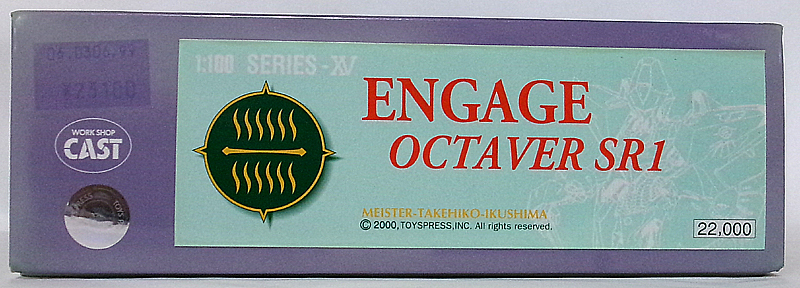 06.0306.99
¥23100
WORK SHOP
CAST
1:100 SERIES-XV
ENGAGE
OCTAVER SR1
MEISTER-TAKEHIKO-IKUSHIMA
© 2000, TOYSPRESS, INC. All rights reserved.
22,000